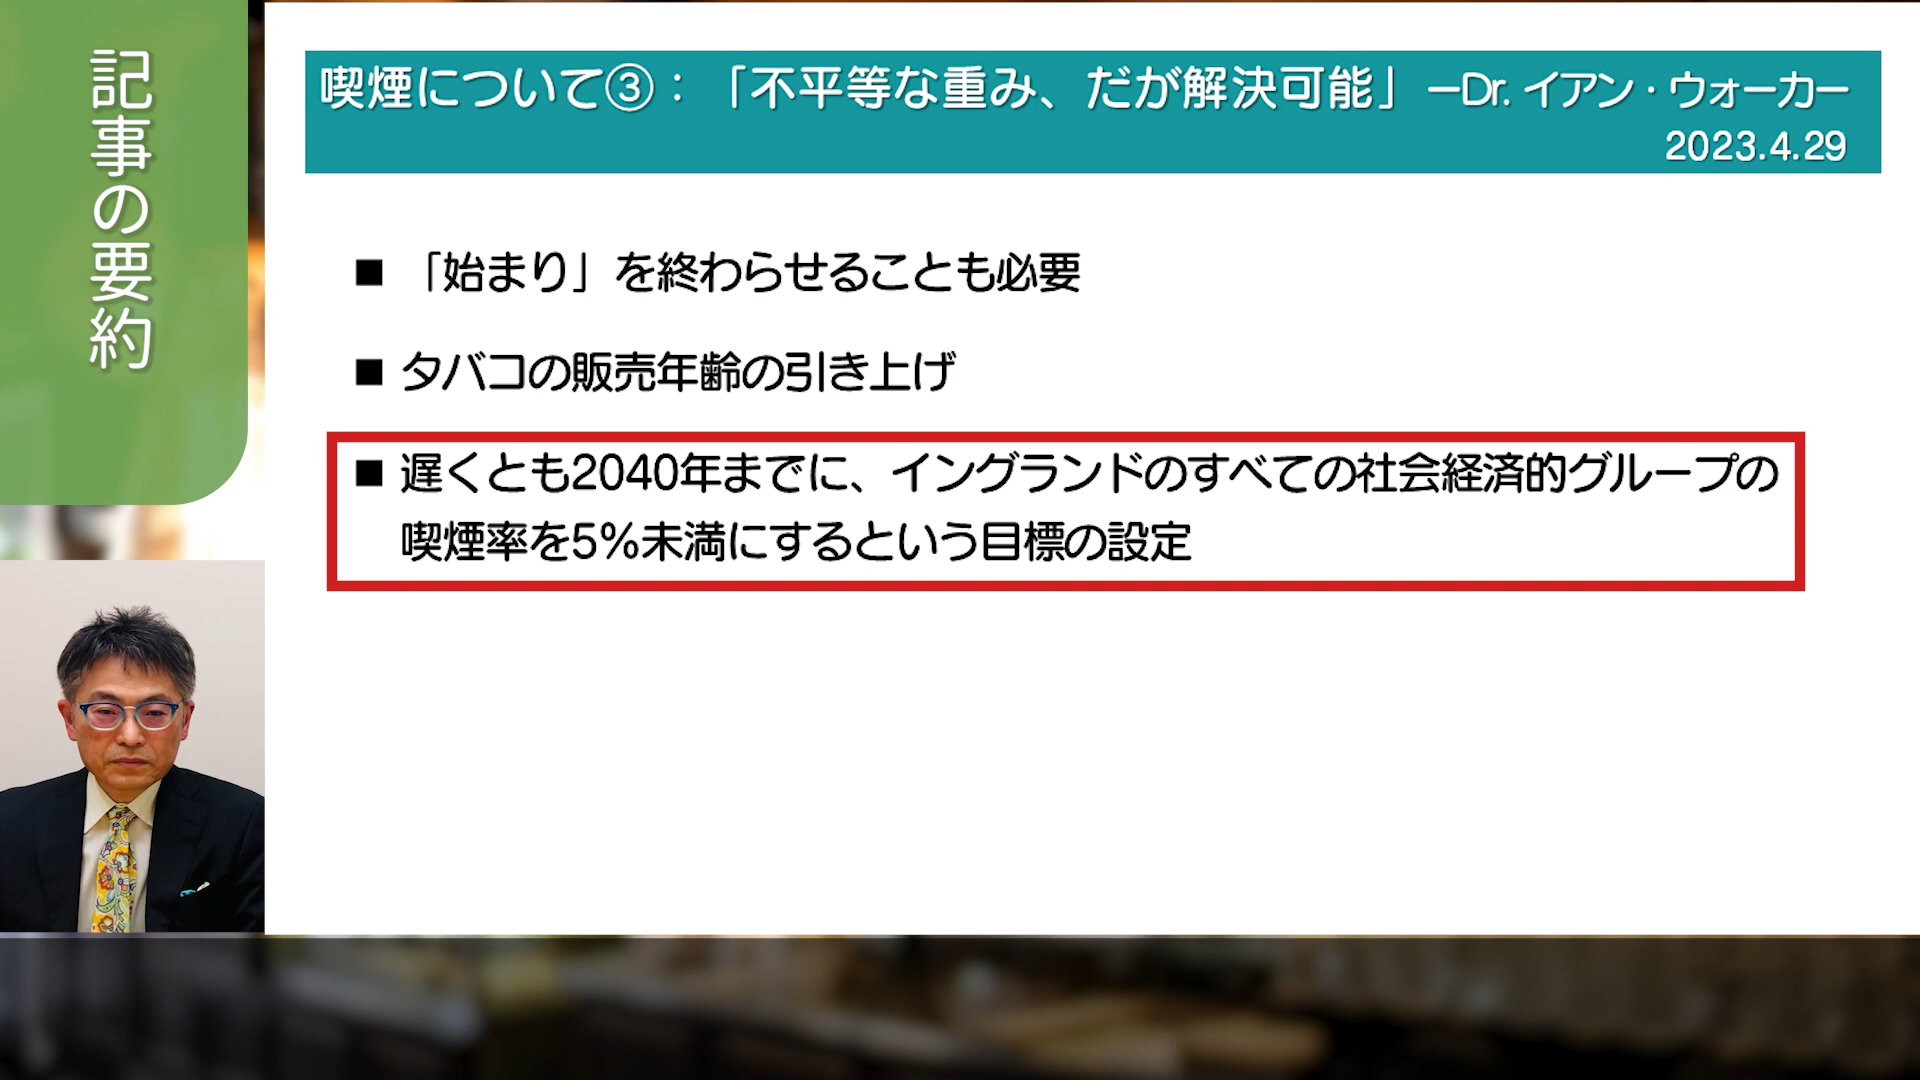 記事の要約
喫煙について③：「不平等な重み、だが解決可能」ーDr. イアン・ウォーカー
2023.4.29
■ 「始まり」を終わらせることも必要
■ タバコの販売年齢の引き上げ
■ 遅くとも2040年までに、イングランドのすべての社会経済的グループの
喫煙率を5%未満にするという目標の設定